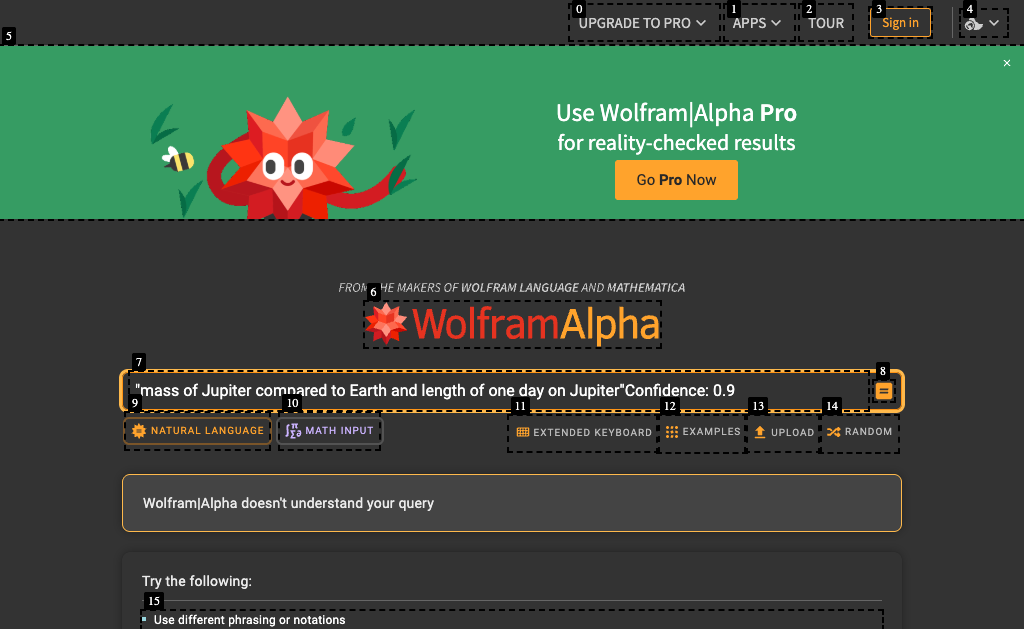 0
UPGRADE TO PRO
1
APPS
2
TOUR
3
Sign in
4
5
×
Use Wolfram|Alpha Pro
for reality-checked results
Go Pro Now
FROM THE MAKERS OF WOLFRAM LANGUAGE AND MATHEMATICA
6
WolframAlpha
7
8
"mass of Jupiter compared to Earth and length of one day on Jupiter"Confidence: 0.9
9
NATURAL LANGUAGE
10
MATH INPUT
11
EXTENDED KEYBOARD
12
EXAMPLES
13
UPLOAD
14
RANDOM
Wolfram|Alpha doesn't understand your query
Try the following:
15
Use different phrasing or notations